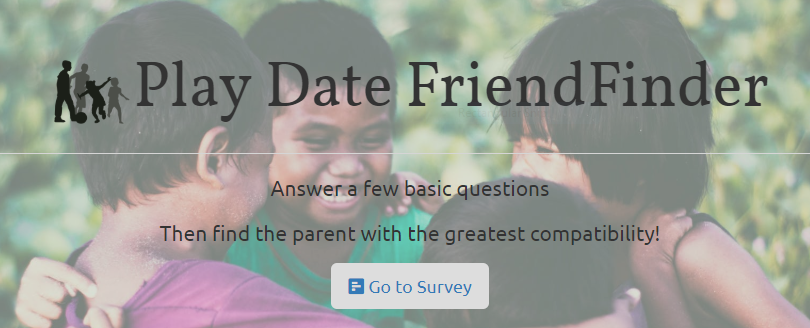 Play Date FriendFinder
Answer a few basic questions
Then find the parent with the greatest compatibility!
Go to Survey